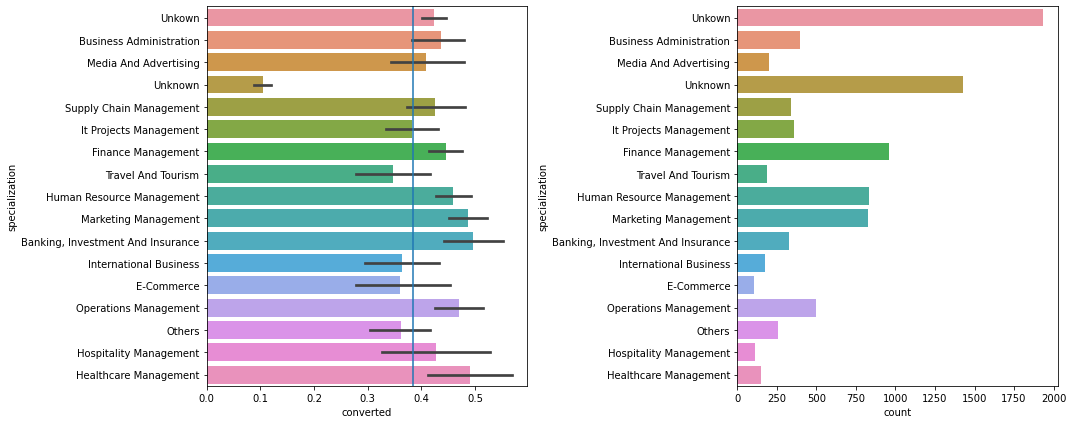 Unkown
Business Administration
Media And Advertising
Unknown
Supply Chain Management
It Projects Management
Finance Management
Travel And Tourism
Human Resource Management
Marketing Management
Banking, Investment And Insurance
International Business
E-Commerce
Operations Management
Others
Hospitality Management
Healthcare Management
specialization
0.0 0.1 0.2 0.3 0.4 0.5
converted
Unkown
Business Administration
Media And Advertising
Unknown
Supply Chain Management
It Projects Management
Finance Management
Travel And Tourism
Human Resource Management
Marketing Management
Banking, Investment And Insurance
International Business
E-Commerce
Operations Management
Others
Hospitality Management
Healthcare Management
specialization
0 250 500 750 1000 1250 1500 1750 2000
count